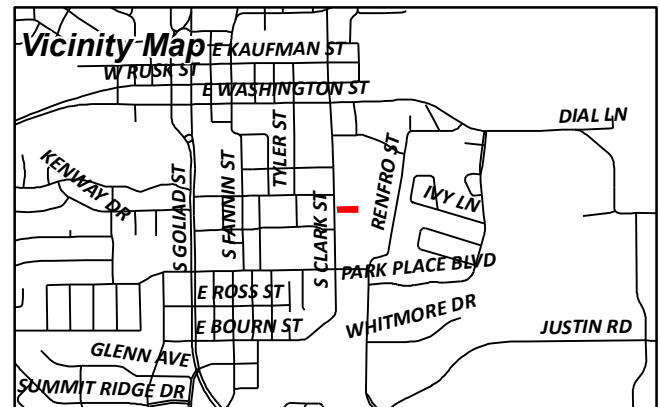 Vicinity Map
E KAUFMAN ST
W RUSK ST
E WASHINGTON ST
DIAL LN
KENWAY DR
S GOLIAD ST
S FANNIN ST
TYLER ST
S CLARK ST
RENFRO ST
IVY LN
PARK PLACE BLVD
E ROSS ST
WHITMORE DR
E BOURN ST
JUSTIN RD
GLENN AVE
SUMMIT RIDGE DR